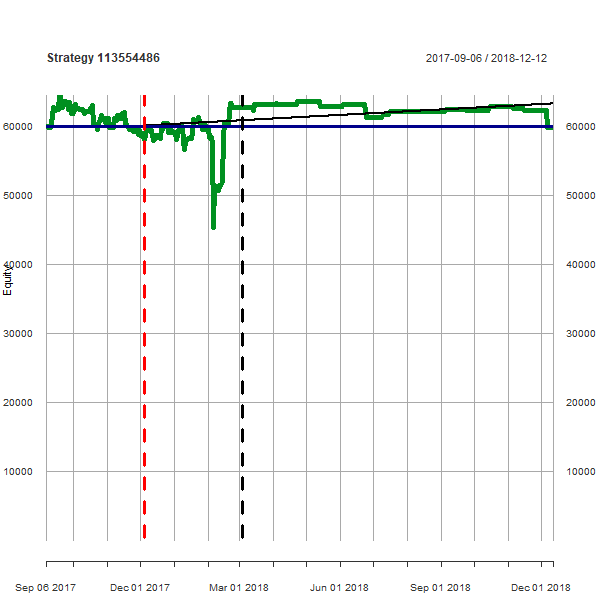 Strategy 113554486
2017-09-06 / 2018-12-12
60000
60000
50000
50000
40000
40000
Equity
30000
30000
20000
20000
10000
10000
Sep 06 2017
Dec 01 2017
Mar 01 2018
Jun 01 2018
Sep 01 2018
Dec 01 2018